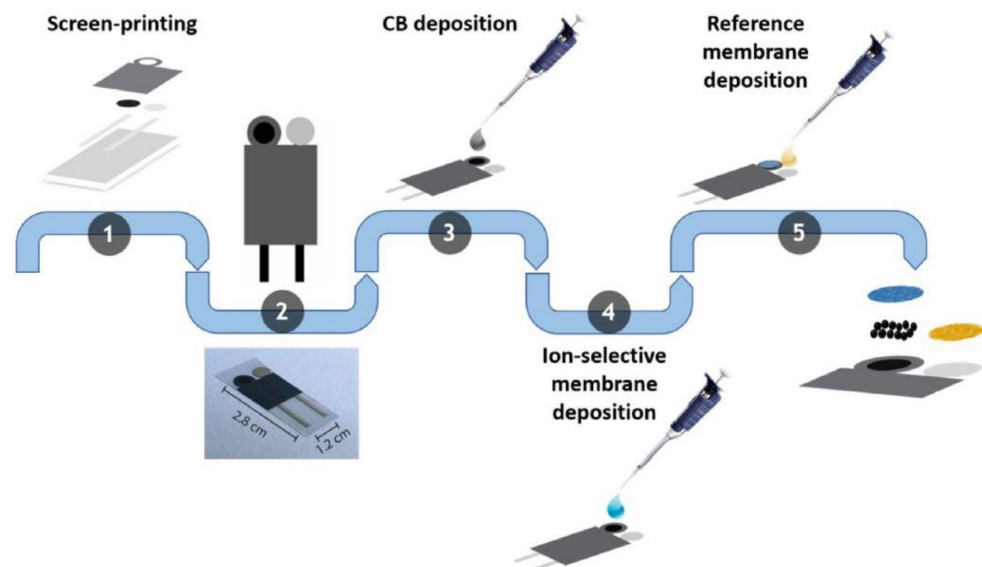 Screen-printing
CB deposition
Reference
membrane
deposition
1
2
3
4
5
2.8 cm
1.2 cm
Ion-selective
membrane
deposition